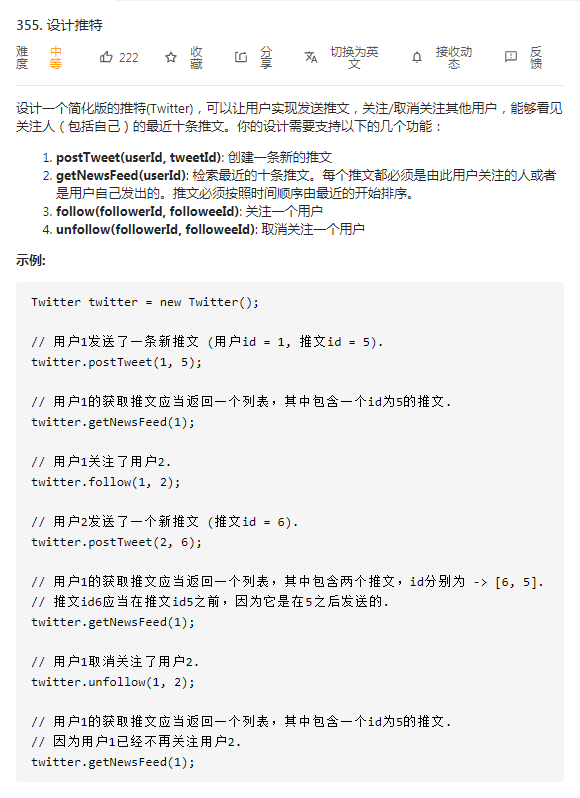 355. 设计推特
难度 中等 222 收藏 分享 切换为英文 接收动态 反馈
设计一个简化版的推特(Twitter)，可以让用户实现发送推文，关注/取消关注其他用户，能够看见
关注人（包括自己）的最近十条推文。你的设计需要支持以下的几个功能：
1. postTweet(userId, tweetId): 创建一条新的推文
2. getNewsFeed(userId): 检索最近的十条推文。每个推文都必须是由此用户关注的人或者
是用户自己发出的。推文必须按照时间顺序由最近的开始排序。
3. follow(followerId, followeeId): 关注一个用户
4. unfollow(followerId, followeeId): 取消关注一个用户
示例:
Twitter twitter = new Twitter();
// 用户1发送了一条新推文 (用户id = 1, 推文id = 5).
twitter.postTweet(1, 5);
// 用户1的获取推文应当返回一个列表，其中包含一个id为5的推文.
twitter.getNewsFeed(1);
// 用户1关注了用户2.
twitter.follow(1, 2);
// 用户2发送了一个新推文 (推文id = 6).
twitter.postTweet(2, 6);
// 用户1的获取推文应当返回一个列表，其中包含两个推文，id分别为 -> [6, 5].
// 推文id6应当在推文id5之前，因为它是在5之后发送的.
twitter.getNewsFeed(1);
// 用户1取消关注了用户2.
twitter.unfollow(1, 2);
// 用户1的获取推文应当返回一个列表，其中包含一个id为5的推文.
// 因为用户1已经不再关注用户2.
twitter.getNewsFeed(1);